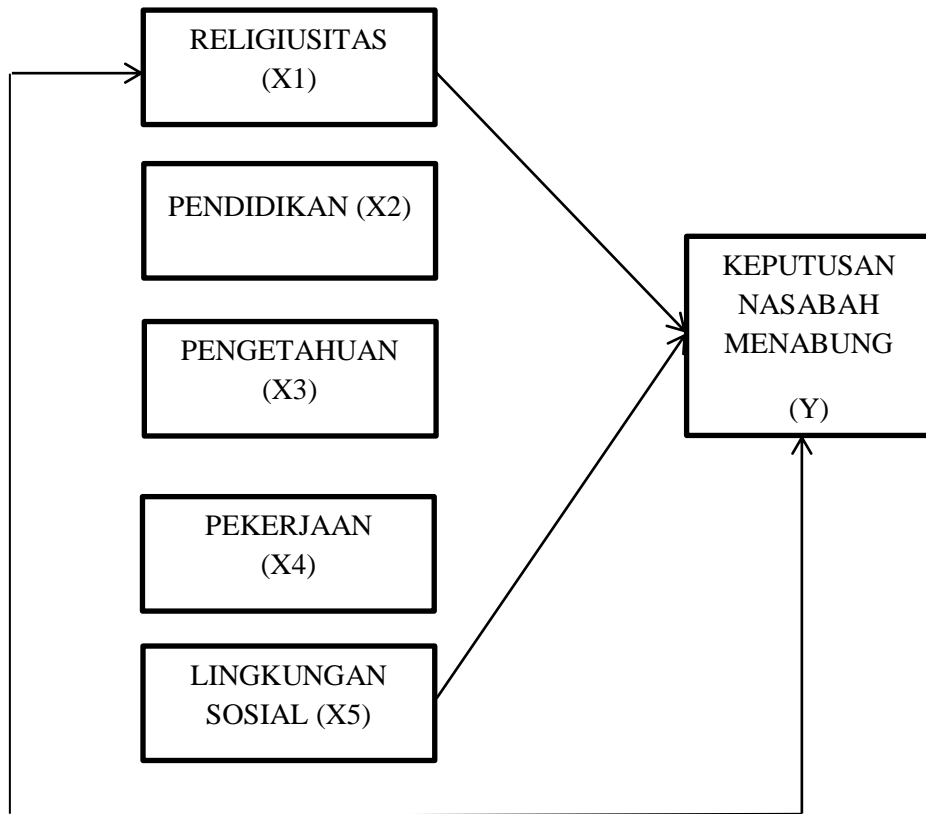 RELIGIUSITAS
(X1)
PENDIDIKAN (X2)
PENGETAHUAN
(X3)
PEKERJAAN
(X4)
LINGKUNGAN
SOSIAL (X5)
KEPUTUSAN
NASABAH
MENABUNG
(Y)